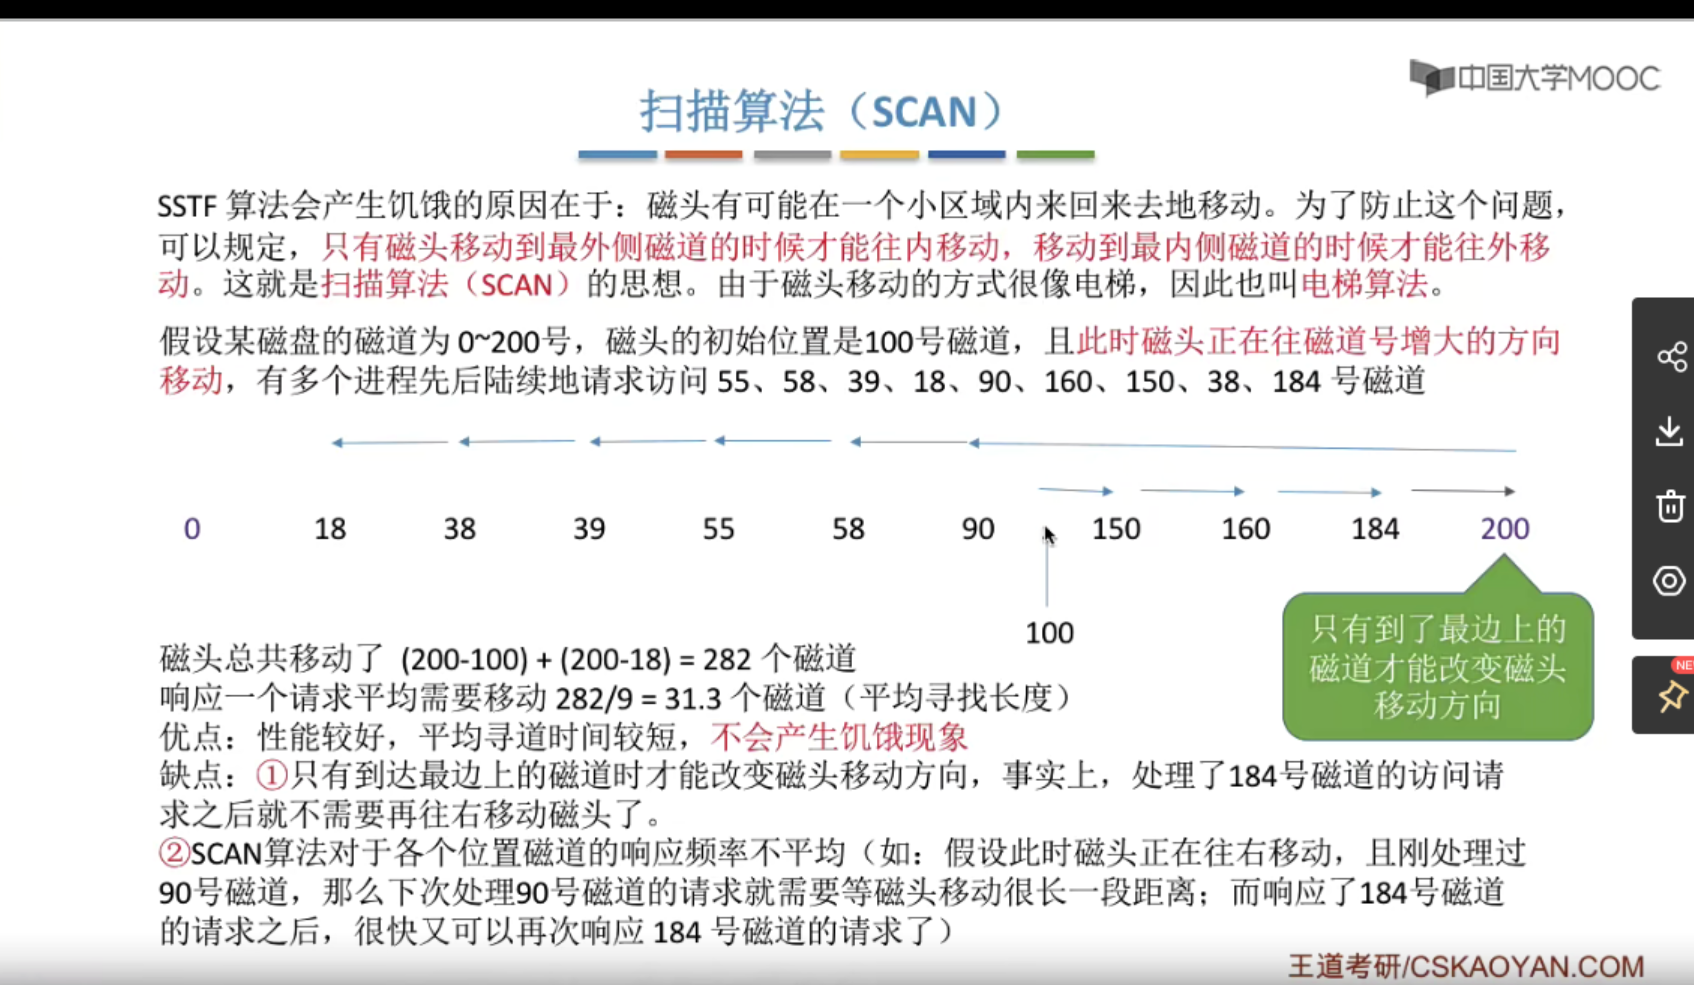 中国大学MOOC
扫描算法（SCAN）
SSTF 算法会产生饥饿的原因在于：磁头有可能在一个小区域内来回来去地移动。为了防止这个问题，
可以规定，只有磁头移动到最外侧磁道的时候才能往内移动，移动到最内侧磁道的时候才能往外移
动。这就是扫描算法（SCAN）的思想。由于磁头移动的方式很像电梯，因此也叫电梯算法。
假设某磁盘的磁道为 0~200号，磁头的初始位置是100号磁道，且此时磁头正在往磁道号增大的方向
移动，有多个进程先后陆续地请求访问 55、58、39、18、90、160、150、38、184 号磁道
0 18 38 39 55 58 90 150 160 184 200
100
只有到了最边上的
磁道才能改变磁头
移动方向
磁头总共移动了 (200-100) + (200-18) = 282 个磁道
响应一个请求平均需要移动 282/9 = 31.3 个磁道（平均寻找长度）
优点：性能较好，平均寻道时间较短，不会产生饥饿现象
缺点：①只有到达最边上的磁道时才能改变磁头移动方向，事实上，处理了184号磁道的访问请
求之后就不需要再往右移动磁头了。
②SCAN算法对于各个位置磁道的响应频率不平均（如：假设此时磁头正在往右移动，且刚处理过
90号磁道，那么下次处理90号磁道的请求就需要等磁头移动很长一段距离；而响应了184号磁道
的请求之后，很快又可以再次响应 184 号磁道的请求了）
王道考研/CSKAOYAN.COM